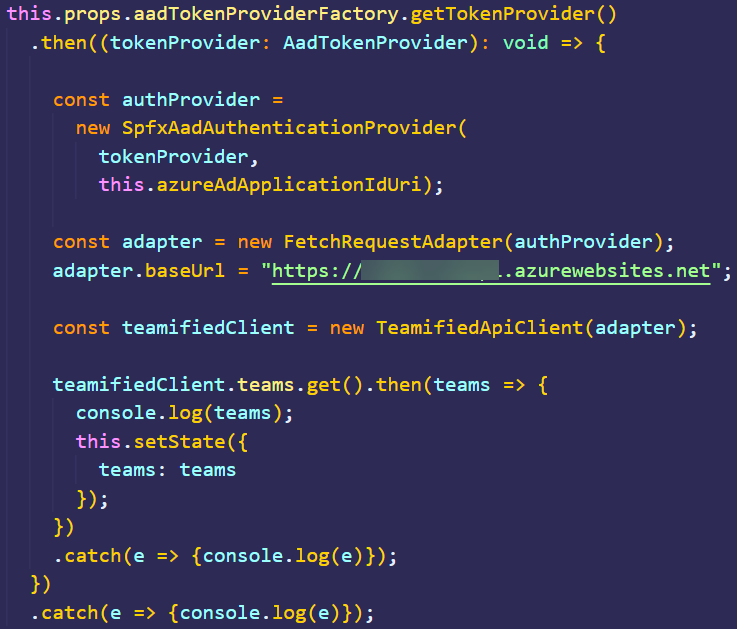 this.props.aadTokenProviderFactory.getTokenProvider()
.then((tokenProvider: AadTokenProvider): void => {
const authProvider =
new SpfxAadAuthenticationProvider(
tokenProvider,
this.azureAdApplicationIdUri);
const adapter = new FetchRequestAdapter(authProvider);
adapter.baseUrl = "https://.azurewebsites.net";
const teamifiedClient = new TeamifiedApiClient(adapter);
teamifiedClient.teams.get().then(teams => {
console.log(teams);
this.setState({
teams: teams
});
})
.catch(e => {console.log(e)});
})
.catch(e => {console.log(e)});